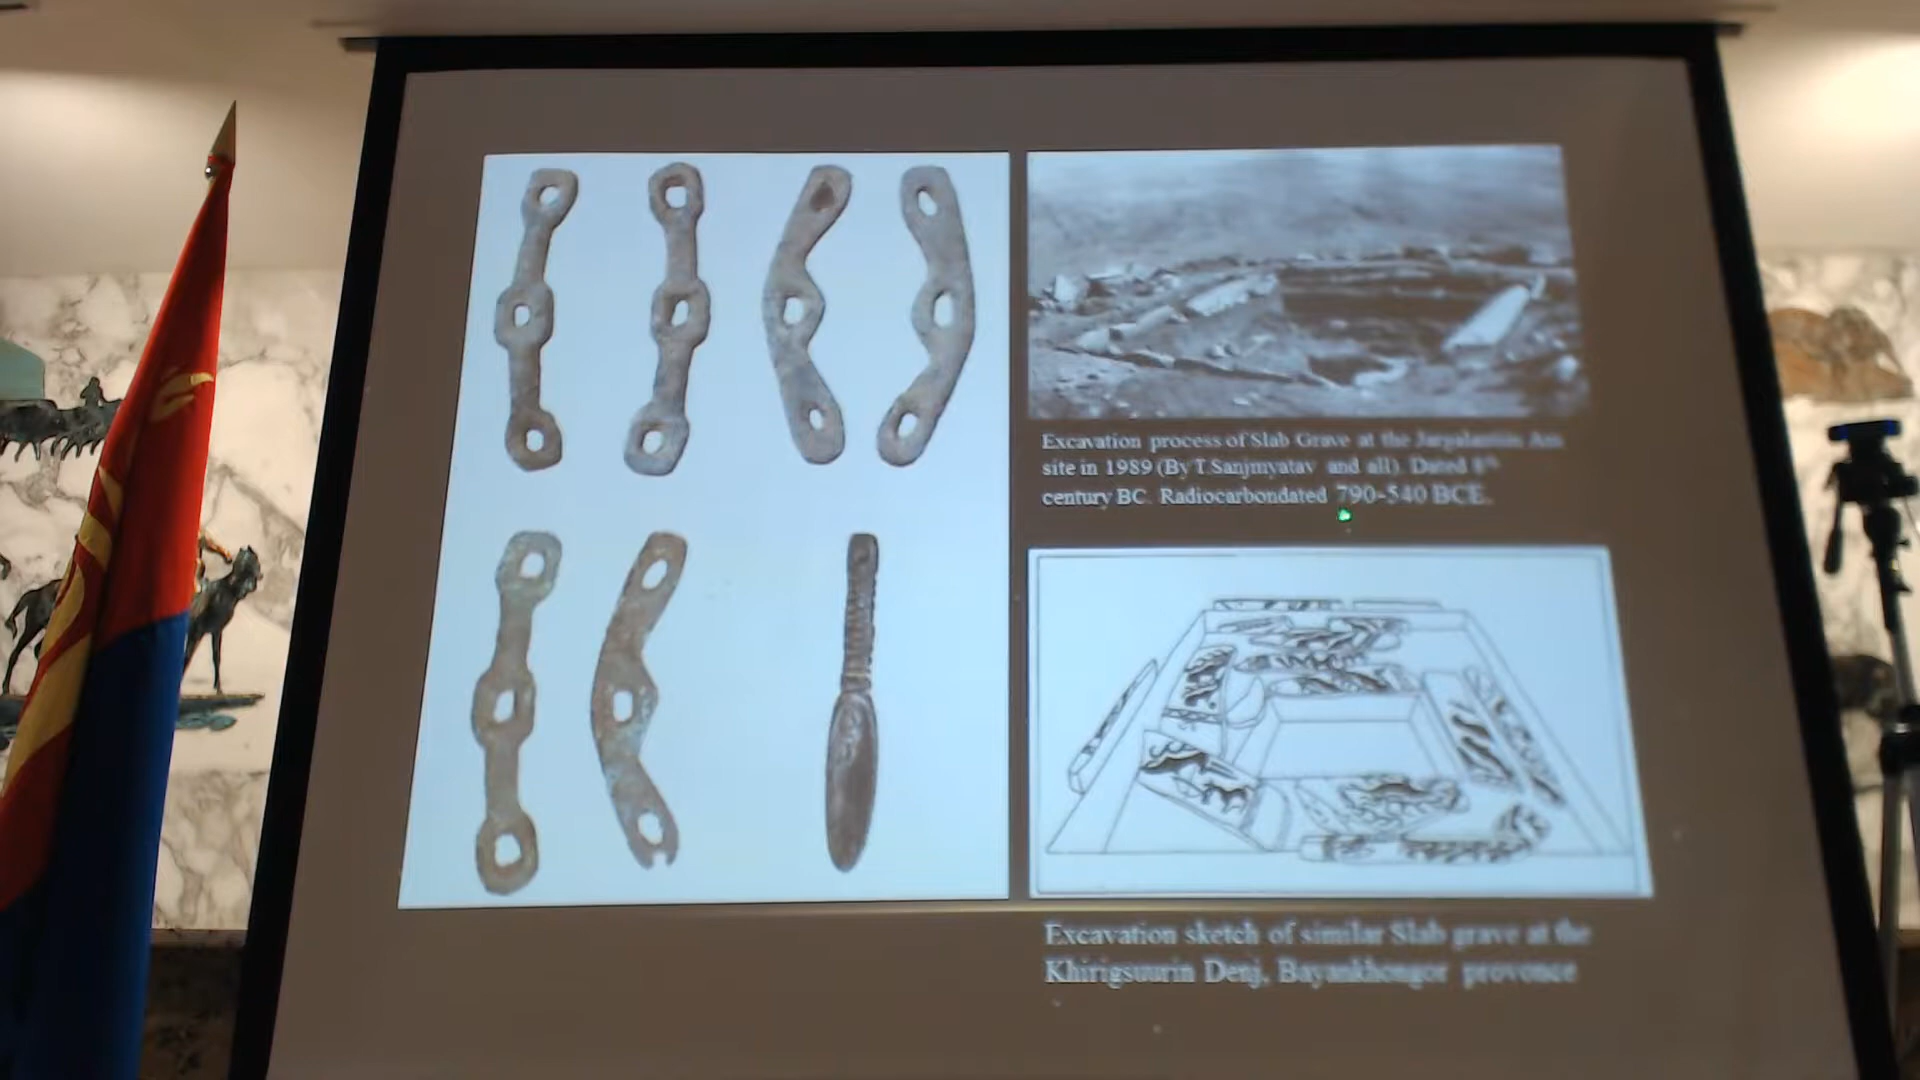 Excavation process of Slab Grave at the
site in 1989 (By T Sanjmyatav and all). Dated 8th
century BC. Radiocarbondated 790-540 BCE.
Excavation sketch of similar Slab grave at the
Khirigsuurin Denj, Bayankhongor provonce